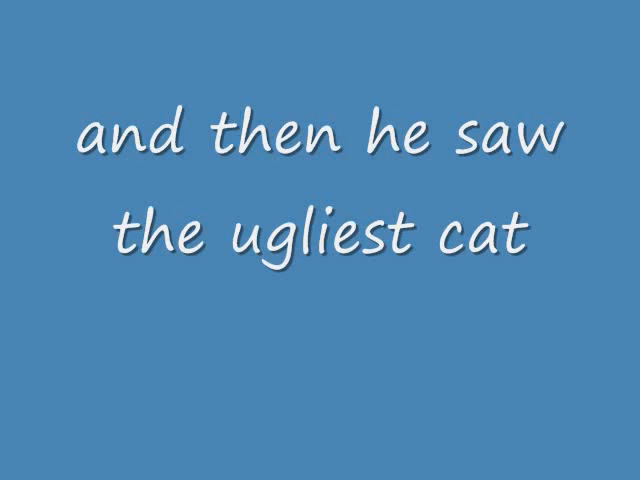 and then he saw
the ugliest cat